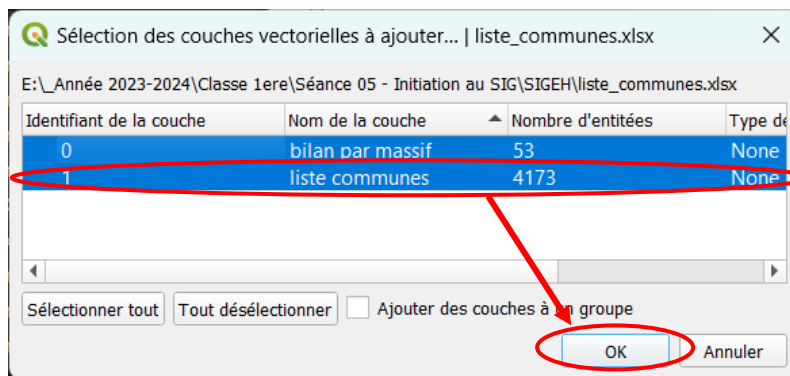 Sélection des couches vectorielles à ajouter... | liste_communes.xlsx
E:\_Année 2023-2024\Classe 1ere\Séance 05 - Initiation au SIG\SIGEH\liste_communes.xlsx
Identifiant de la couche Nom de la couche Nombre d'entitées Type de
0 bilan par massif 53 None
1 liste communes 4173 None
Sélectionner tout Tout désélectionner Ajouter des couches à un groupe
OK Annuler